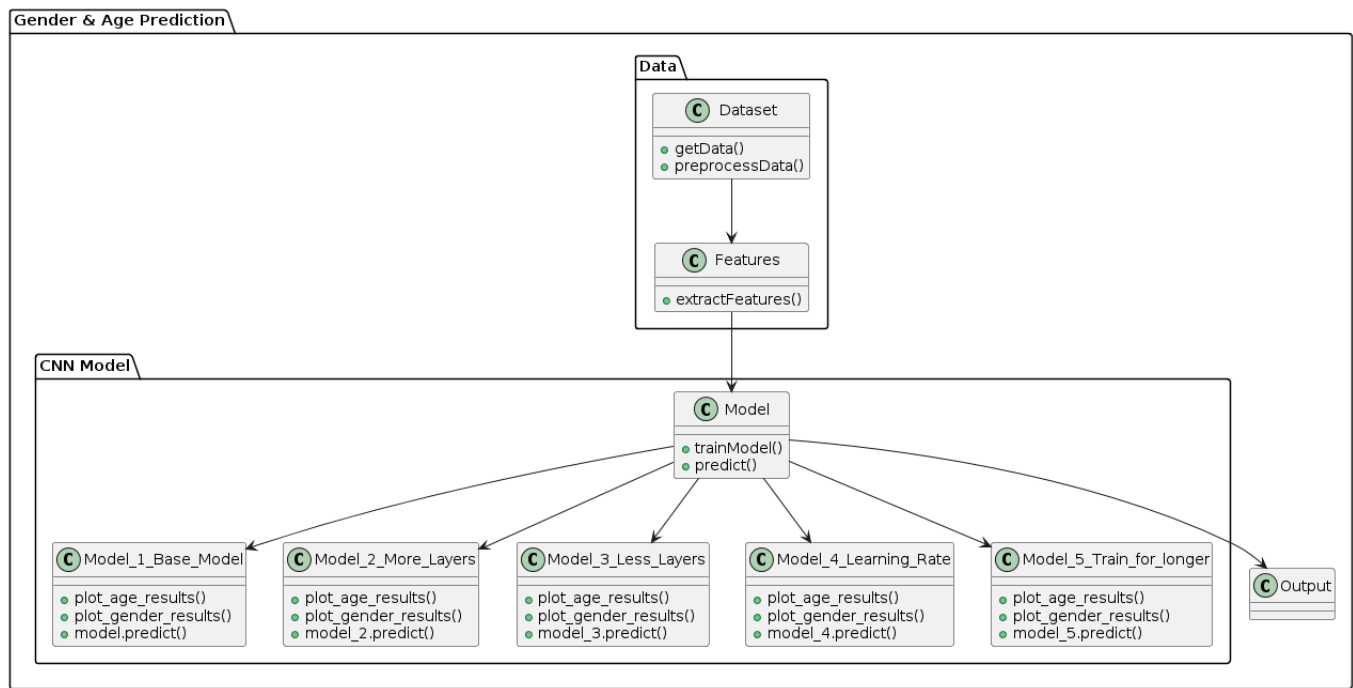 Gender & Age Prediction
Data
C Dataset
getData()
preprocessData()
C Features
extractFeatures()
CNN Model
C Model
trainModel()
predict()
C Model_1_Base_Model
plot_age_results()
plot_gender_results()
model.predict()
C Model_2_More_Layers
plot_age_results()
plot_gender_results()
model_2.predict()
C Model_3_Less_Layers
plot_age_results()
plot_gender_results()
model_3.predict()
C Model_4_Learning_Rate
plot_age_results()
plot_gender_results()
model_4.predict()
C Model_5_Train_for_longer
plot_age_results()
plot_gender_results()
model_5.predict()
C Output